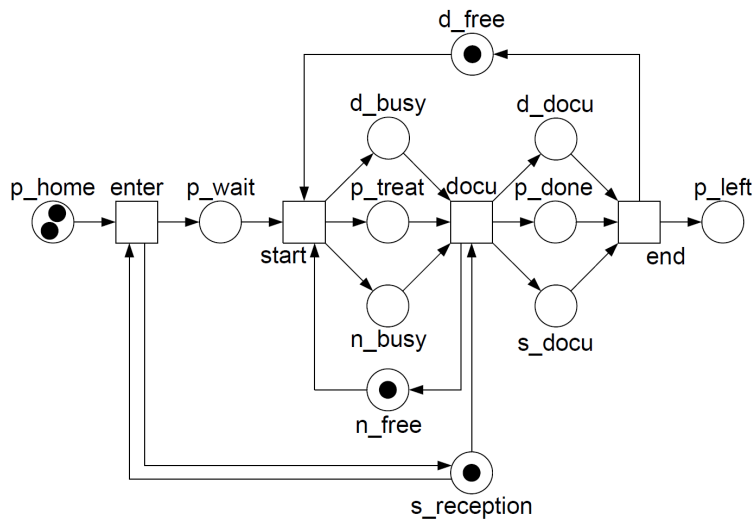 d_free
d_busy
d_docu
p_home
enter
p_wait
p_treat
docu
p_done
p_left
start
end
n_busy
s_docu
n_free
s_reception